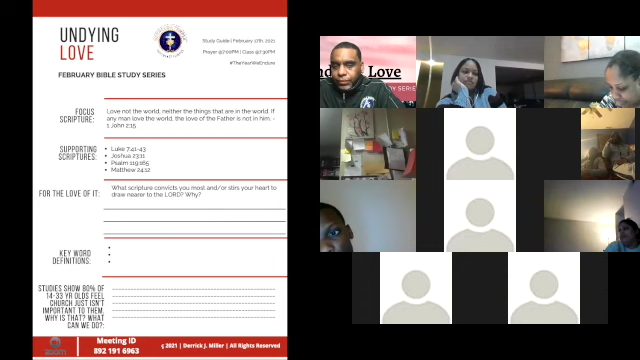 UNDYING
LOVE
Study Guide | February 17th, 2021
Prayer @7:00PM | Class @7:30PM
#TheYearWeEndure
FEBRUARY BIBLE STUDY SERIES
FOCUS
SCRIPTURE:
Love not the world, neither the things that are in the world. If
any man love the world, the love of the Father is not in him. -
1 John 2:15
SUPPORTING
SCRIPTURES:
• Luke 7:41-43
• Joshua 23:11
• Psalm 119:165
• Matthew 24:12
FOR THE LOVE OF IT:
What scripture convicts you most and/or stirs your heart to
draw nearer to the LORD? Why?
KEY WORD
DEFINITIONS:
STUDIES SHOW 80% OF
14-33 YR OLDS FEEL
CHURCH JUST ISN'T
IMPORTANT TO THEM.
WHY IS THAT? WHAT
CAN WE DO?:
zoom
Meeting ID
892 191 6963
© 2021 | Derrick J. Miller | All Rights Reserved
Love